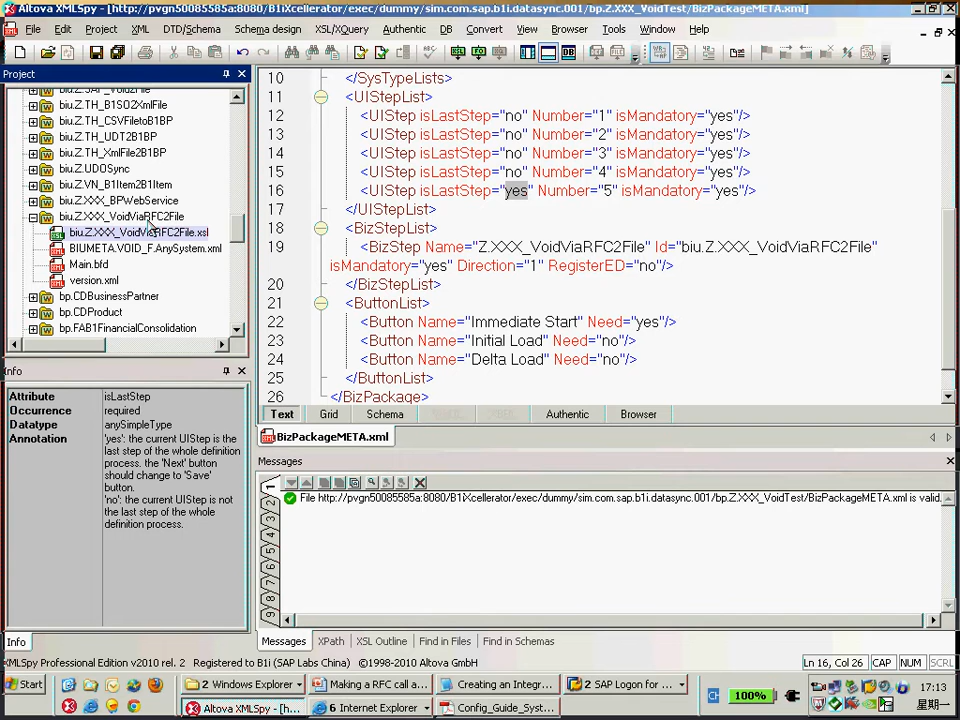 Altova XMLSpy - [http://pvgn50085585a:8080/B1iXcellerator/exec/dummy/sim.com.sap.b1i.datasync.001/bp.Z.XXX_VoidTest/BizPackageMETA.xml]
File Edit Project XML DTD/Schema Schema design XSL/XQuery Authentic DB Convert View Browser Tools Window Help
Project
biu.Z.SAP_Void2File
biu.Z.TH_B1SO2XmlFile
biu.Z.TH_CSVFiletoB1BP
biu.Z.TH_UDT2B1BP
biu.Z.TH_XmlFile2B1BP
biu.Z.UDOSync
biu.Z.VN_B1Item2B1Item
biu.Z.XXX_BPWebService
biu.Z.XXX_VoidViaRFC2File
biu.Z.XXX_VoidViaRFC2File.xsl
BIUMETA.VOID_F.AnySystem.xml
Main.bfd
version.xml
bp.CDBusinessPartner
bp.CDProduct
bp.FAB1FinancialConsolidation
10 </SysTypeLists>
11 <UIStepList>
12 <UIStep isLastStep="no" Number="1" isMandatory="yes"/>
13 <UIStep isLastStep="no" Number="2" isMandatory="yes"/>
14 <UIStep isLastStep="no" Number="3" isMandatory="yes"/>
15 <UIStep isLastStep="no" Number="4" isMandatory="yes"/>
16 <UIStep isLastStep="yes" Number="5" isMandatory="yes"/>
17 </UIStepList>
18 <BizStepList>
19 <BizStep Name="Z.XXX_VoidViaRFC2File" Id="biu.Z.XXX_VoidViaRFC2File"
isMandatory="yes" Direction="1" RegisterED="no"/>
20 </BizStepList>
21 <ButtonList>
22 <Button Name="Immediate Start" Need="yes"/>
23 <Button Name="Initial Load" Need="no"/>
24 <Button Name="Delta Load" Need="no"/>
25 </ButtonList>
26 </BizPackage>
Text Grid Schema Authentic Browser
BizPackageMETA.xml
Info
Attribute isLastStep
Occurrence required
Datatype anySimpleType
Annotation 'yes': the current UIStep is the
last step of the whole definition
process. the 'Next' button
should change to 'Save'
button.
'no': the current UIStep is not
the last step of the whole
definition process.
Info
Messages
1
2
3
4
5
6
7
8
9
File http://pvgn50085585a:8080/B1iXcellerator/exec/dummy/sim.com.sap.b1i.datasync.001/bp.Z.XXX_VoidTest/BizPackageMETA.xml is valid.
Messages XPath XSL Outline Find in Files Find in Schemas
XMLSpy Professional Edition v2010 rel. 2 Registered to B1i (SAP Labs China) ©1998-2010 Altova GmbH
Ln 16, Col 26 CAP NUM SCRL
Start
2 Windows Explorer
Making a RFC call a...
Creating an Integr...
2 SAP Logon for ...
100%
17:13
Altova XMLSpy - [h...
6 Internet Explorer
Config_Guide_Syst...
星期一